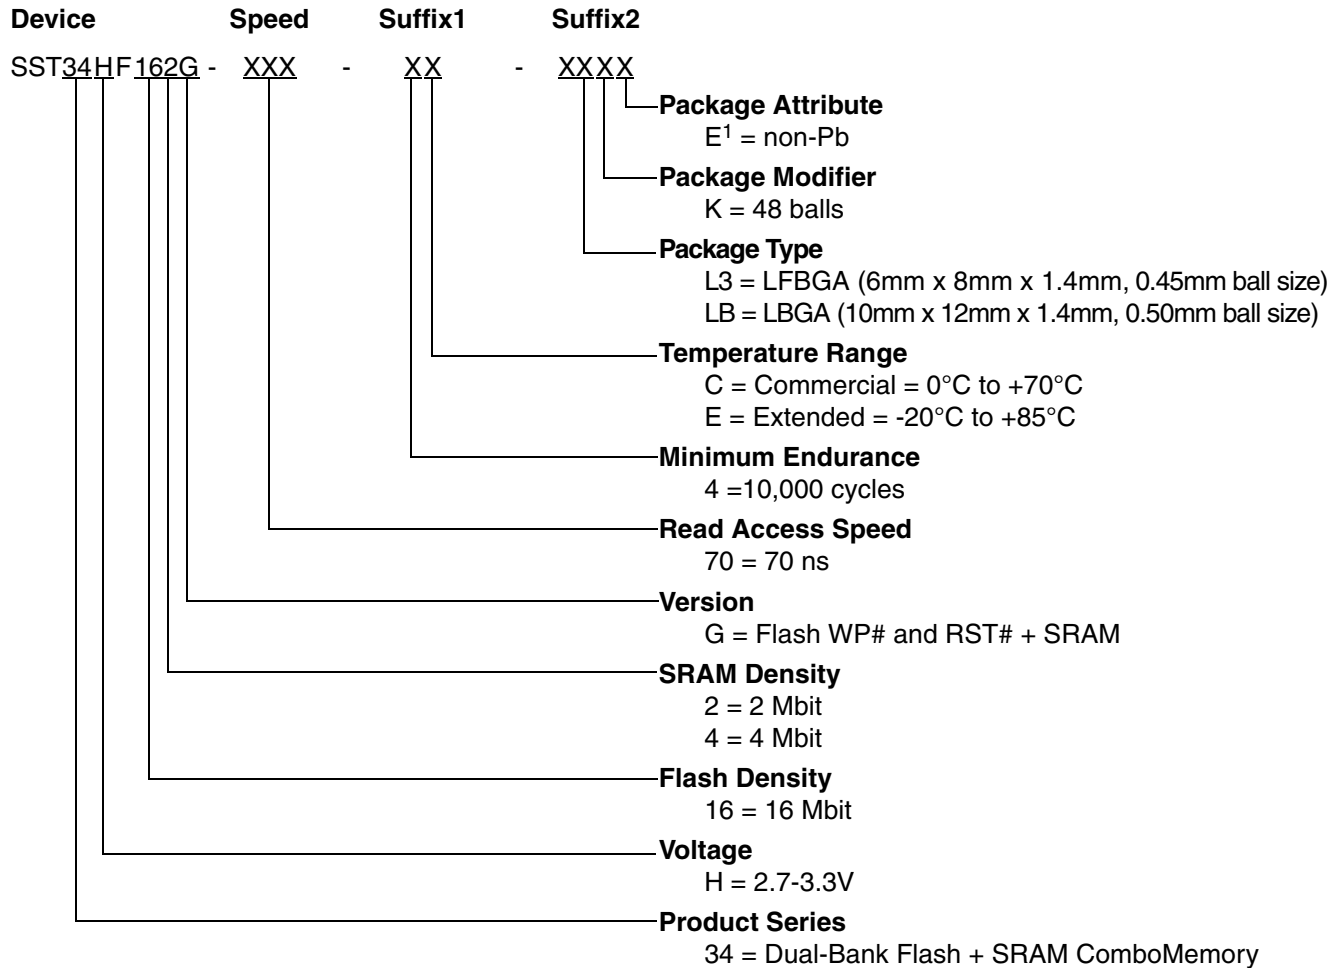 Device Speed Suffix1 Suffix2
SST34HF162G - XXX - XX - XXXX
Package Attribute
E1 = non-Pb
Package Modifier
K = 48 balls
Package Type
L3 = LFBGA (6mm x 8mm x 1.4mm, 0.45mm ball size)
LB = LBGA (10mm x 12mm x 1.4mm, 0.50mm ball size)
Temperature Range
C = Commercial = 0°C to +70°C
E = Extended = -20°C to +85°C
Minimum Endurance
4 =10,000 cycles
Read Access Speed
70 = 70 ns
Version
G = Flash WP# and RST# + SRAM
SRAM Density
2 = 2 Mbit
4 = 4 Mbit
Flash Density
16 = 16 Mbit
Voltage
H = 2.7-3.3V
Product Series
34 = Dual-Bank Flash + SRAM ComboMemory